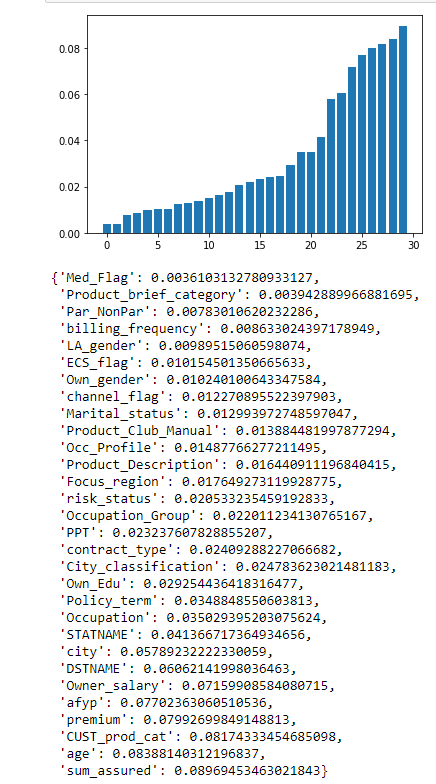 0.08
0.06
0.04
0.02
0.00
0 5 10 15 20 25 30
{'Med_Flag': 0.0036103132780933127,
'Product_brief_category': 0.003942889966881695,
'Par_NonPar': 0.00783010620232286,
'billing_frequency': 0.008633024397178949,
'LA_gender': 0.00989515060598074,
'ECS_flag': 0.010154501350665633,
'Own_gender': 0.010240100643347584,
'channel_flag': 0.012270895522397903,
'Marital_status': 0.012993972748597047,
'Product_Club_Manual': 0.013884481997877294,
'Occ_Profile': 0.01487766277211495,
'Product_Description': 0.016440911196840415,
'Focus_region': 0.017649273119928775,
'risk_status': 0.020533235459192833,
'Occupation_Group': 0.022011234130765167,
'PPT': 0.023237607828855207,
'contract_type': 0.02409288227066682,
'City_classification': 0.024783623021481183,
'Own_Edu': 0.029254436418316477,
'Policy_term': 0.0348848550603813,
'Occupation': 0.035029395203075624,
'STATNAME': 0.041366717364934656,
'city': 0.05789232222330059,
'DSTNAME': 0.06062141998036463,
'Owner_salary': 0.07159908584080715,
'afyp': 0.07702363060510536,
'premium': 0.07992699849148813,
'CUST_prod_cat': 0.08174333454685098,
'age': 0.08388140312196837,
'sum_assured': 0.08969453463021843}